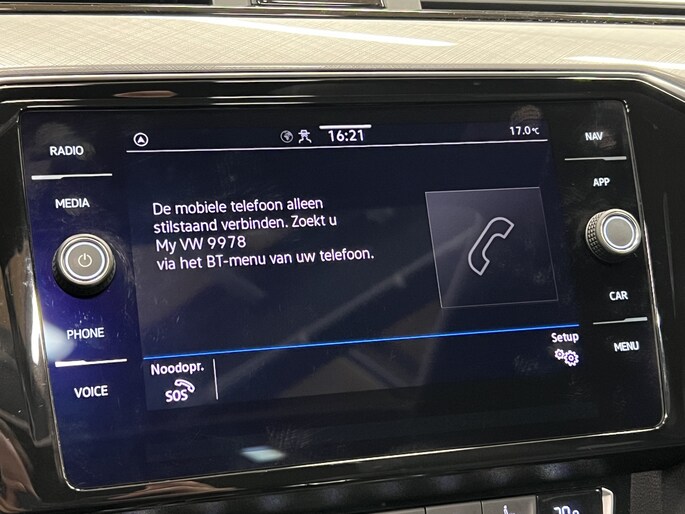 RADIO
MEDIA
PHONE
VOICE
16:21
17.0°C
De mobiele telefoon alleen
stilstaand verbinden. Zoekt u
My VW 9978
via het BT-menu van uw telefoon.
Noodopr.
SOS
Setup
NAV
APP
CAR
MENU